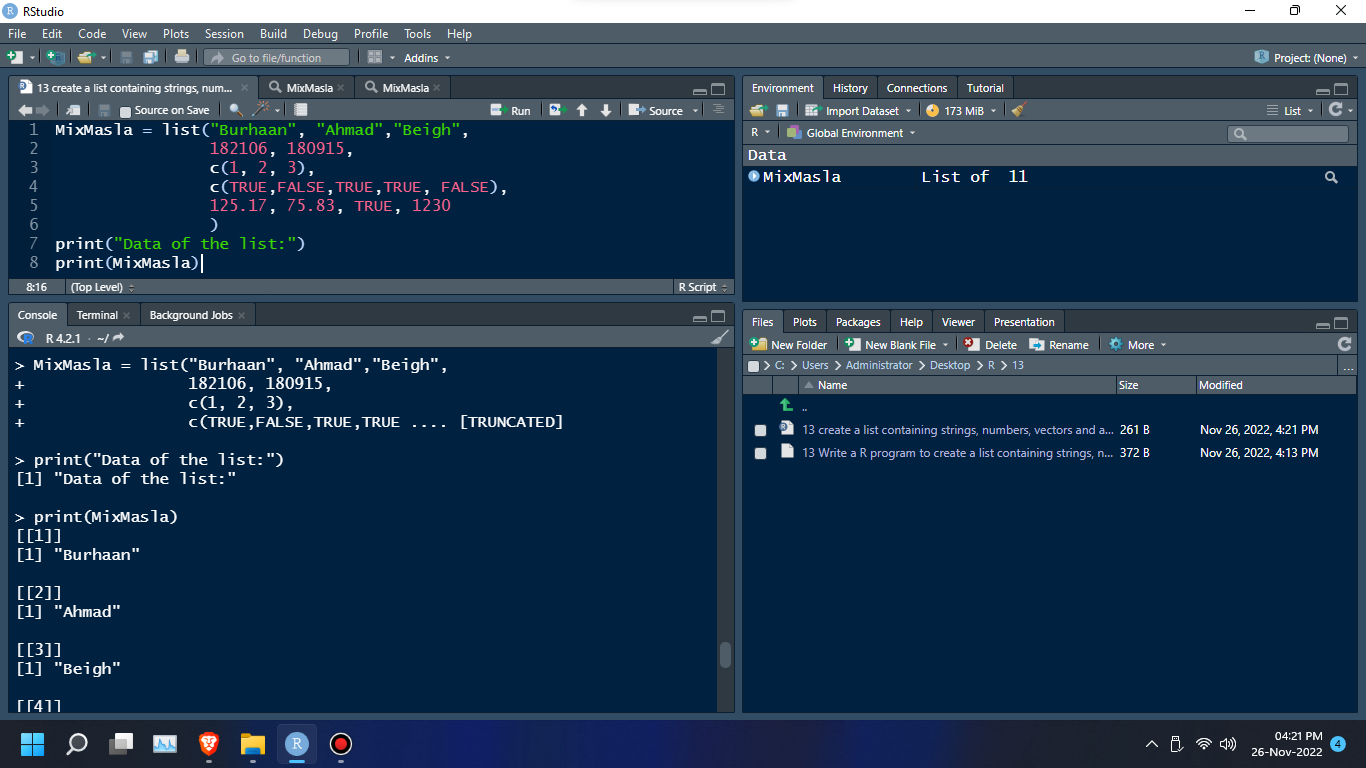 RStudio
File Edit Code View Plots Session Build Debug Profile Tools Help
Go to file/function Addins Project: (None)
13 create a list containing strings, num... MixMasla MixMasla
Source on Save Run Source
1 MixMasla = list("Burhaan", "Ahmad","Beigh",
2 182106, 180915,
3 c(1, 2, 3),
4 c(TRUE,FALSE,TRUE,TRUE, FALSE),
5 125.17, 75.83, TRUE, 1230
6 )
7 print("Data of the list:")
8 print(MixMasla)
8:16 (Top Level) R Script
Console Terminal Background Jobs
R 4.2.1 · ~/
> MixMasla = list("Burhaan", "Ahmad","Beigh",
+ 182106, 180915,
+ c(1, 2, 3),
+ c(TRUE,FALSE,TRUE,TRUE .... [TRUNCATED]
> print("Data of the list:")
[1] "Data of the list:"
> print(MixMasla)
[[1]]
[1] "Burhaan"
[[2]]
[1] "Ahmad"
[[3]]
[1] "Beigh"
[[4]]
Environment History Connections Tutorial
Import Dataset 173 MiB List
R Global Environment
Data
MixMasla List of 11
Files Plots Packages Help Viewer Presentation
New Folder New Blank File Delete Rename More
C: > Users > Administrator > Desktop > R > 13 ...
Name Size Modified
..
13 create a list containing strings, numbers, vectors and a... 261 B Nov 26, 2022, 4:21 PM
13 Write a R program to create a list containing strings, n... 372 B Nov 26, 2022, 4:13 PM
04:21 PM
26-Nov-2022 4